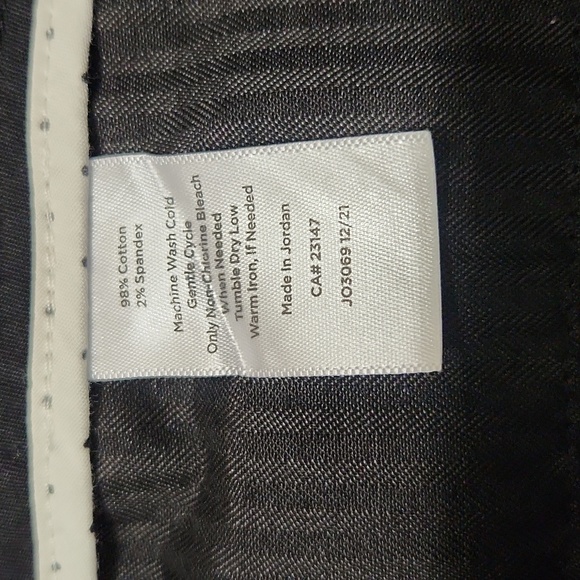 98% Cotton
2% Spandex
Machine Wash Cold
Gentle Cycle
Only Non-Chlorine Bleach
When Needed
Tumble Dry Low
Warm Iron, If Needed
Made In Jordan
CA# 23147
JO3069 12/21